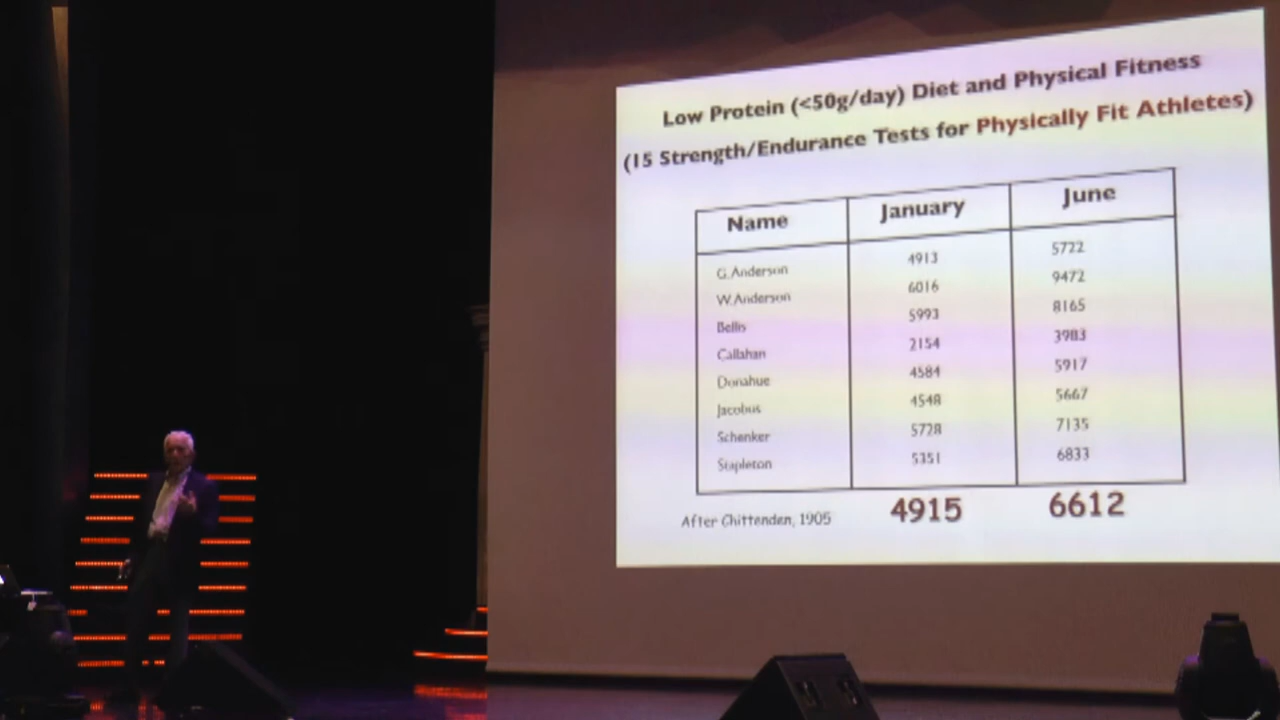 Low Protein (<50g/day) Diet and Physical Fitness
(15 Strength/Endurance Tests for Physically Fit Athletes)
Name January June
G. Anderson 4913 5722
W. Anderson 6016 9472
Bellis 5993 8165
Callahan 2154 3983
Donahue 4584 5917
Jacobus 4548 5667
Schenker 5728 7135
Stapleton 5351 6833
After Chittenden, 1905 4915 6612